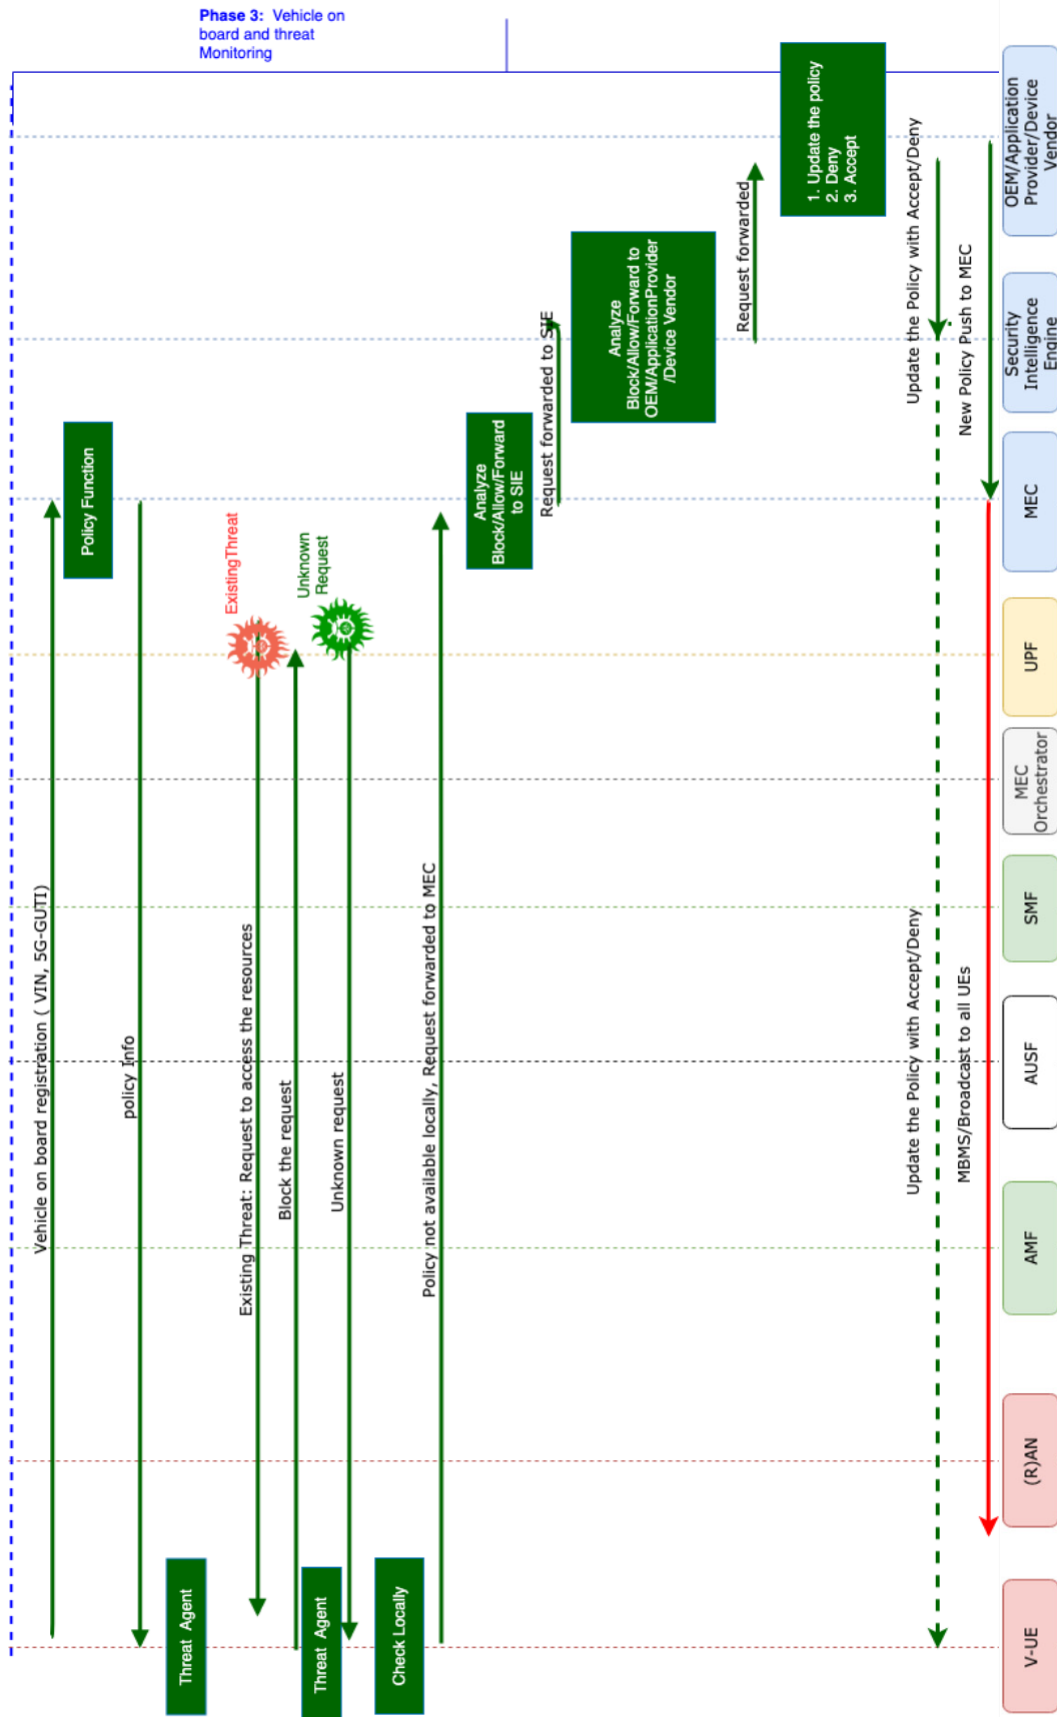 Phase 3:  Vehicle on
board and threat
Monitoring
Vehicle on board registration ( VIN, 5G-GUTI)
Policy Function
policy Info
Threat  Agent
ExistingThreat
Existing Threat: Request to access the resources
Block the request
Unknown
Request
Threat  Agent
Unknown request
Check Locally
Policy not available locally, Request forwarded to MEC
Analyze
Block/Allow/Forward
to SIE
Request forwarded to SIE
Analyze
Block/Allow/Forward to
OEM/ApplicationProvider
/Device Vendor
Request forwarded
1. Update the policy
2. Deny
3. Accept
Update the Policy with Accept/Deny
Update the Policy with Accept/Deny
New Policy Push to MEC
MBMS/Broadcast to all UEs
V-UE
(R)AN
AMF
AUSF
SMF
MEC
Orchestrator
UPF
MEC
Security
Intelligence
Engine
OEM/Application
Provider/Device
Vendor